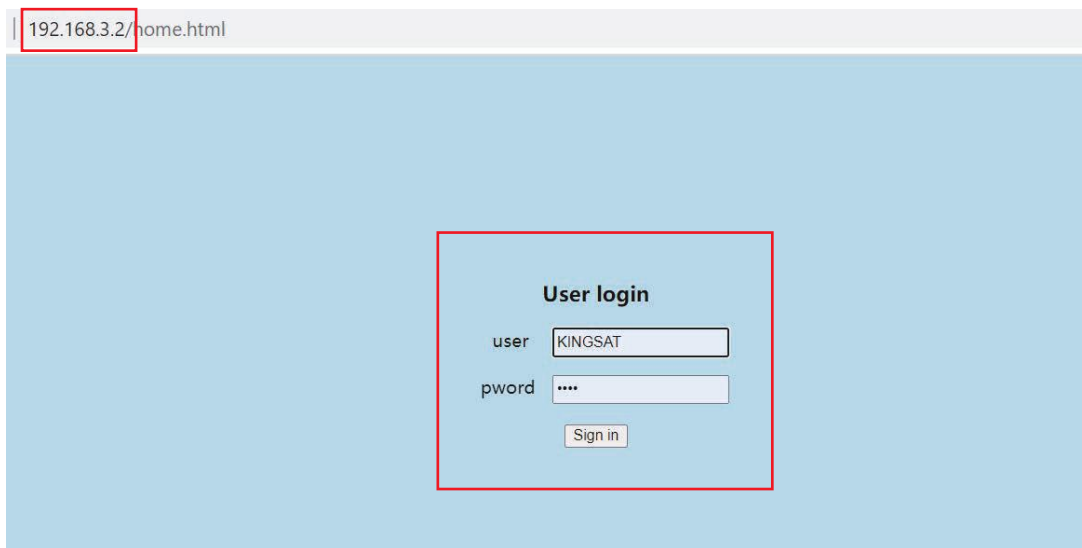 192.168.3.2/home.html
User login
user KINGSAT
pword ••••
Sign in